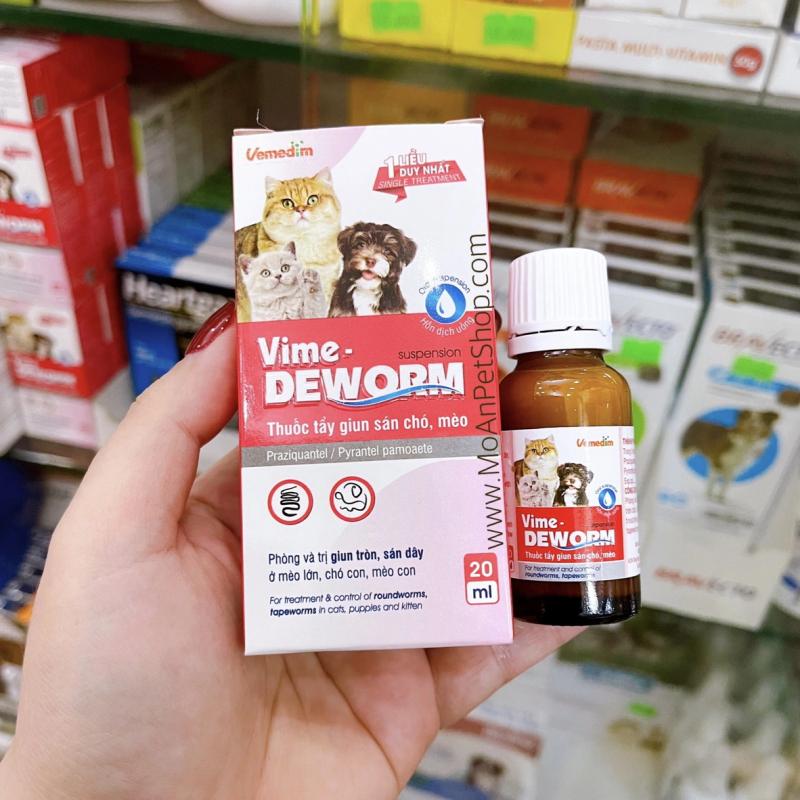 PASTA MULTI VITAMIN
Vemedim
1 LIỀU
DUY NHẤT
SINGLE TREATMENT
Hỗn dịch uống
Vime -
suspension
DEWORM
Thuốc tẩy giun sán chó, mèo
Praziquantel / Pyrantel pamoaete
Phòng và trị giun tròn, sán dây
ở mèo lớn, chó con, mèo con
For treatment & control of roundworms,
tapeworms in cats, puppies and kitten
20
ml
www.MoAnPetShop.com
Vemedim
Vime -
suspension
DEWORM
Thuốc tẩy giun sán chó, mèo
For treatment and control of
roundworms, tapeworms